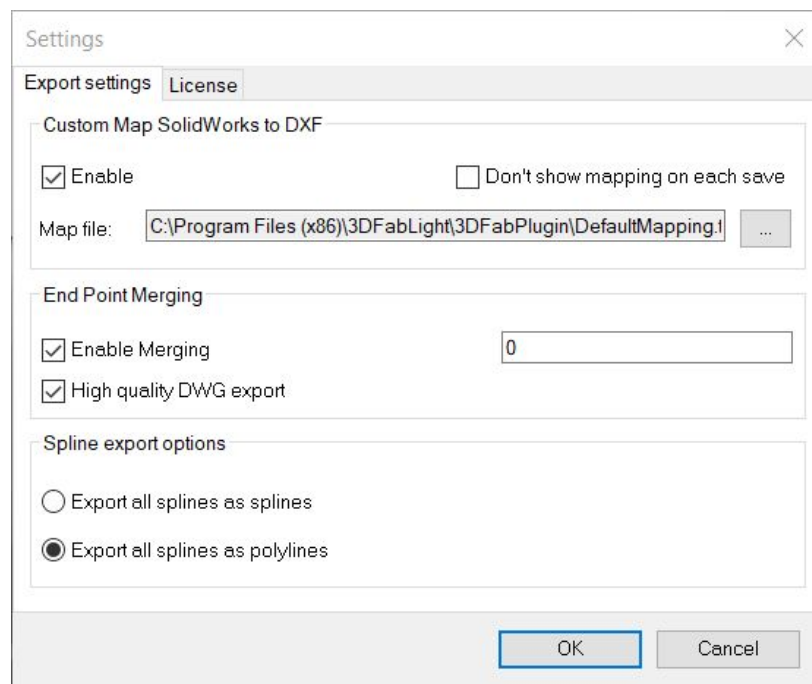 Settings
Export settings License
Custom Map SolidWorks to DXF
Enable Don't show mapping on each save
Map file: C:\Program Files (x86)\3DFabLight\3DFabPlugin\DefaultMapping.t ...
End Point Merging
Enable Merging 0
High quality DWG export
Spline export options
Export all splines as splines
Export all splines as polylines
OK Cancel